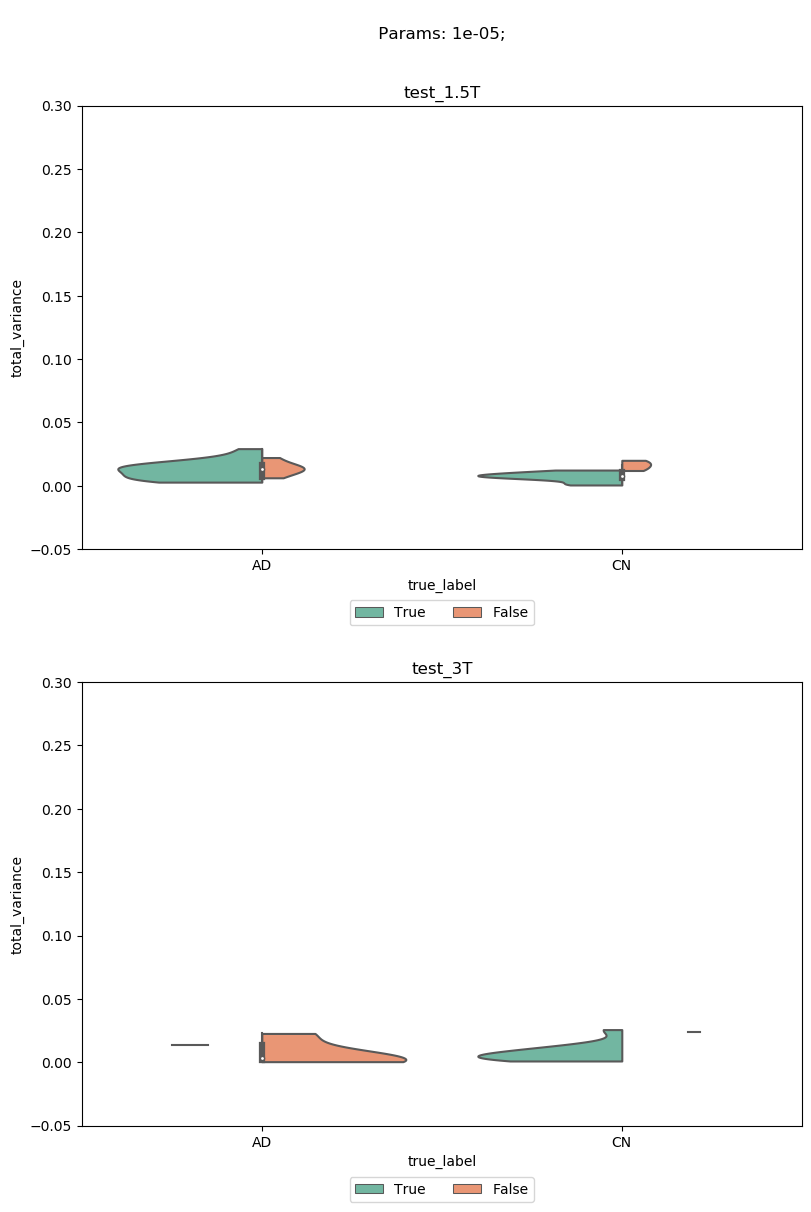 Params: 1e-05;
test_1.5T
0.30
0.25
0.20
0.15
0.10
0.05
0.00
−0.05
total_variance
AD CN
true_label
True False
test_3T
0.30
0.25
0.20
0.15
0.10
0.05
0.00
−0.05
total_variance
AD CN
true_label
True False